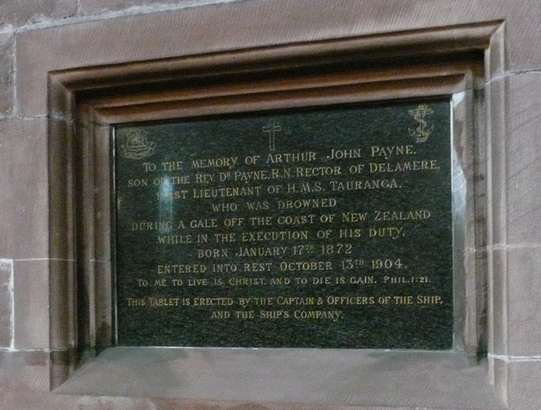 TO THE MEMORY OF ARTHUR JOHN PAYNE,
SON OF THE REV. DR PAYNE, R.N. RECTOR OF DELAMERE,
FIRST LIEUTENANT OF H.M.S. TAURANGA.
WHO WAS DROWNED
DURING A GALE OFF THE COAST OF NEW ZEALAND
WHILE IN THE EXECUTION OF HIS DUTY.
BORN JANUARY 17TH 1872
ENTERED INTO REST OCTOBER 13TH 1904.
TO ME TO LIVE IS CHRIST, AND TO DIE IS GAIN. PHIL.1:21.
THIS TABLET IS ERECTED BY THE CAPTAIN & OFFICERS OF THE SHIP,
AND THE SHIP'S COMPANY.